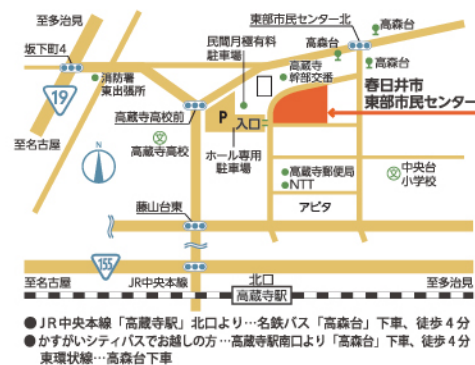 至多治見
東部市民センター北
坂下町4
民間月極有料
駐車場
高森台
高森台
高森台
消防署
東出張所
高蔵寺
幹部交番
春日井市
東部市民センター
19
P
入口
高蔵寺高校前
至名古屋
文
高蔵寺高校
ホール専用
駐車場
N
高蔵寺郵便局
NTT
文
中央台
小学校
アピタ
藤山台東
155
至名古屋
JR中央本線
北口
至多治見
高蔵寺駅
●JR中央本線「高蔵寺駅」北口より…名鉄バス「高森台」下車、徒歩4分
●かすがいシティバスでお越しの方…高蔵寺駅南口より「高森台」下車、徒歩4分
東環状線…高森台下車